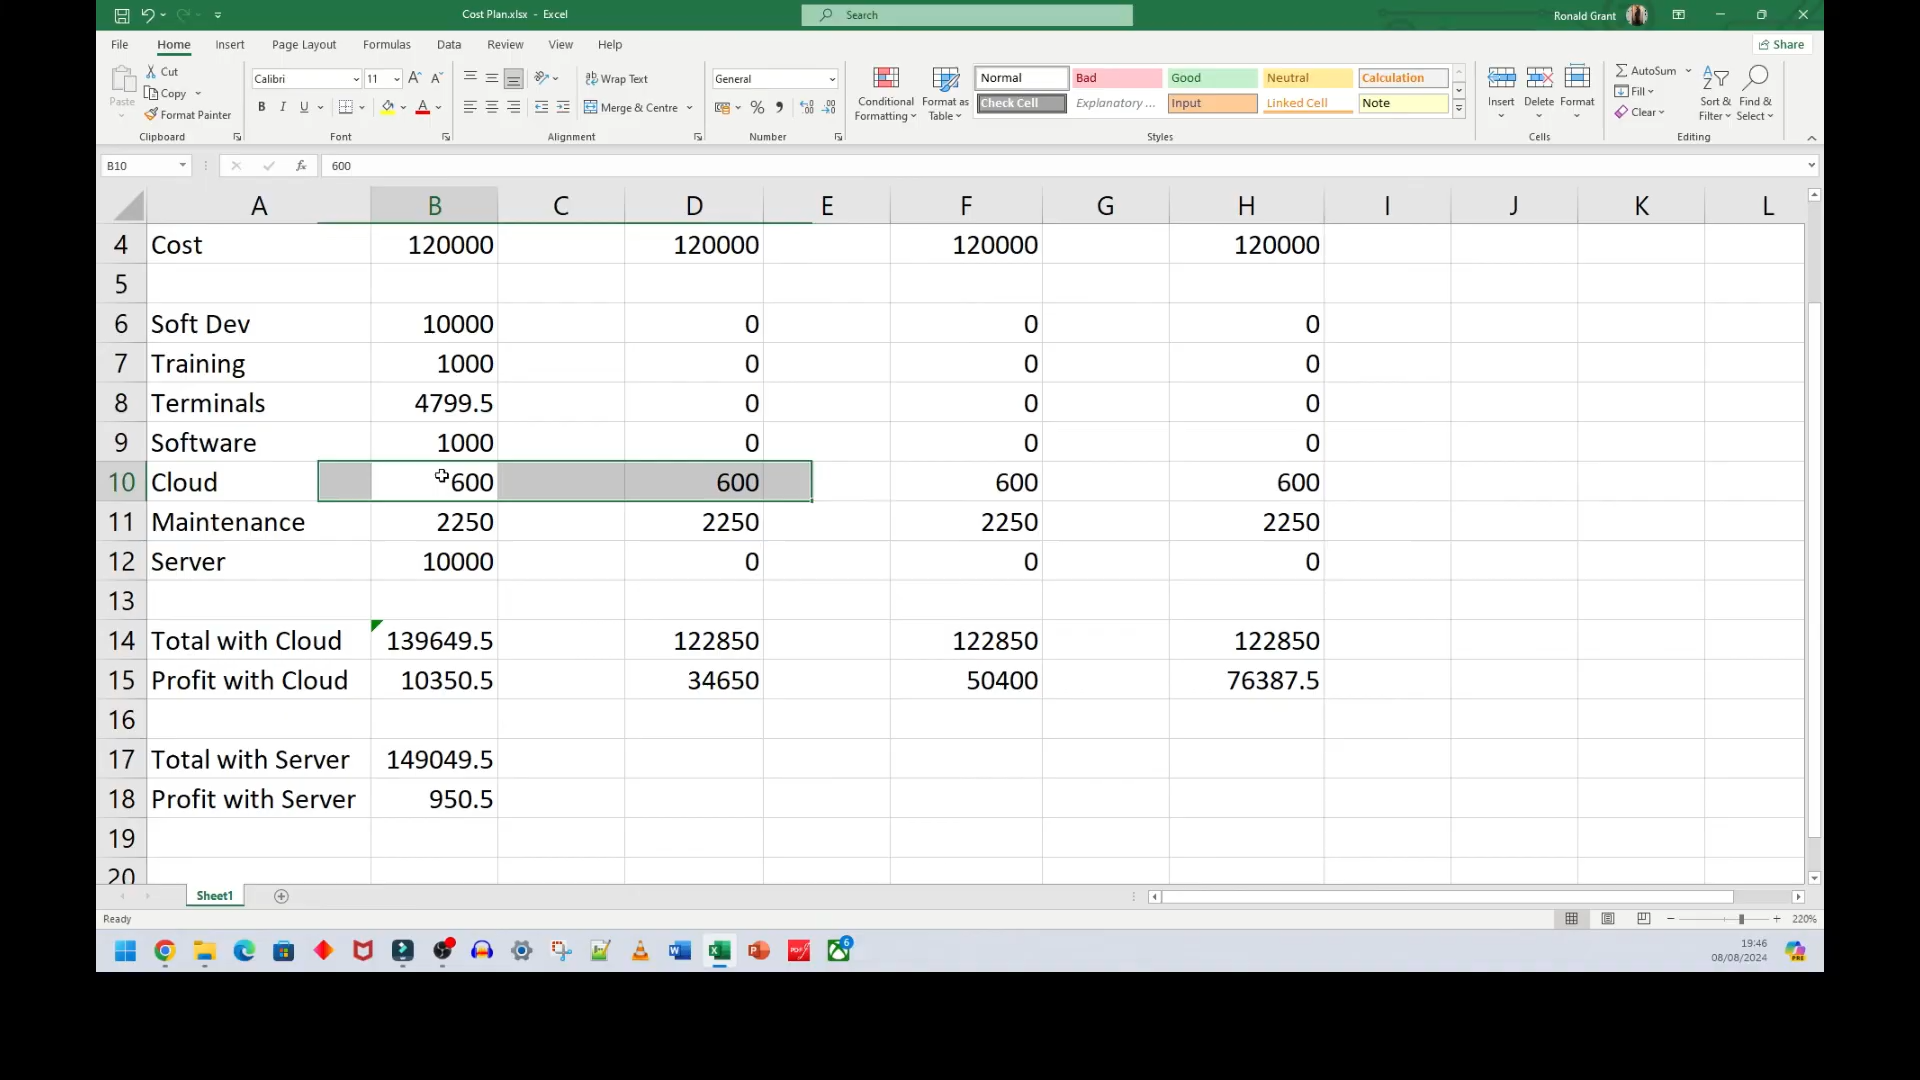 Cost Plan.xlsx - Excel
Search
Ronald Grant
File Home Insert Page Layout Formulas Data Review View Help
Share
Paste
Cut
Copy
Format Painter
Clipboard
Calibri 11
B I U
Font
Wrap Text
Merge & Centre
Alignment
General
Number
Conditional Formatting
Format as Table
Normal Bad Good Neutral Calculation
Check Cell Explanatory ... Input Linked Cell Note
Styles
Insert Delete Format
Cells
AutoSum
Fill
Clear
Sort & Filter
Find & Select
Editing
B10 fx 600
A B C D E F G H I J K L
4 Cost 120000 120000 120000 120000
5
6 Soft Dev 10000 0 0 0
7 Training 1000 0 0 0
8 Terminals 4799.5 0 0 0
9 Software 1000 0 0 0
10 Cloud 600 600 600 600
11 Maintenance 2250 2250 2250 2250
12 Server 10000 0 0 0
13
14 Total with Cloud 139649.5 122850 122850 122850
15 Profit with Cloud 10350.5 34650 50400 76387.5
16
17 Total with Server 149049.5
18 Profit with Server 950.5
19
20
Sheet1
Ready
220%
19:46
08/08/2024